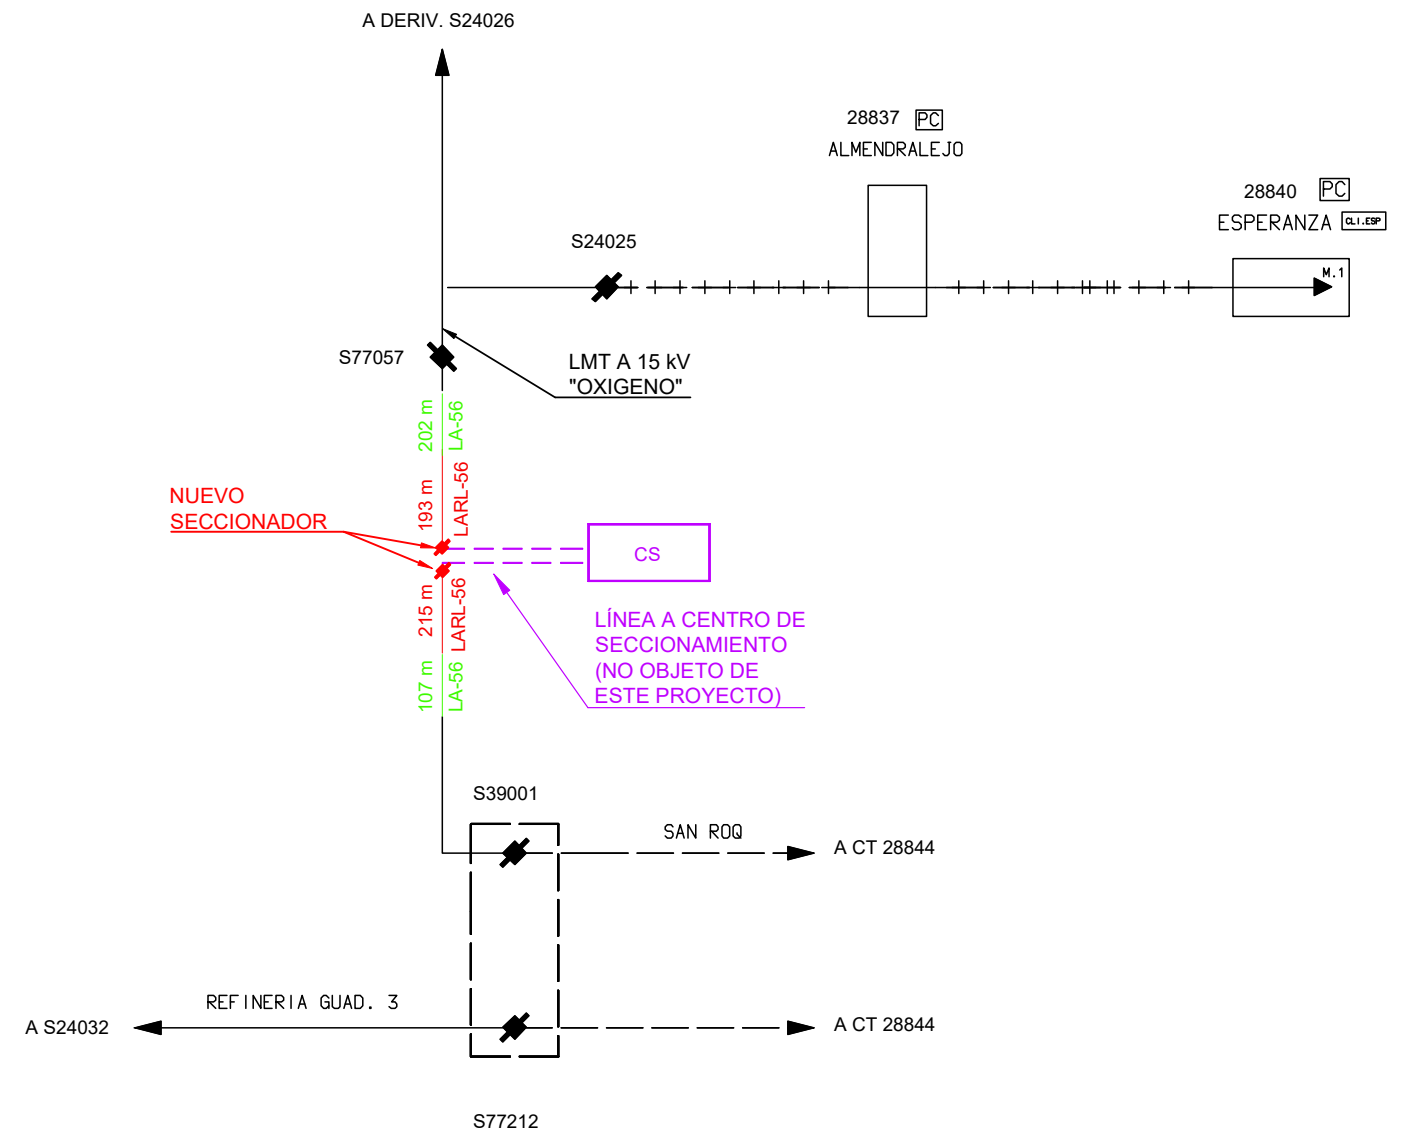 A DERIV. S24026
28837 PC
ALMENDRALEJO
28840 PC
ESPERANZA CLI.ESP
M.1
S24025
S77057
LMT A 15 kV
"OXIGENO"
202 m
LA-56
193 m
LARL-56
NUEVO
SECCIONADOR
CS
215 m
LARL-56
LÍNEA A CENTRO DE
SECCIONAMIENTO
(NO OBJETO DE
ESTE PROYECTO)
107 m
LA-56
S39001
SAN ROQ
A CT 28844
REFINERIA GUAD. 3
A S24032
A CT 28844
S77212